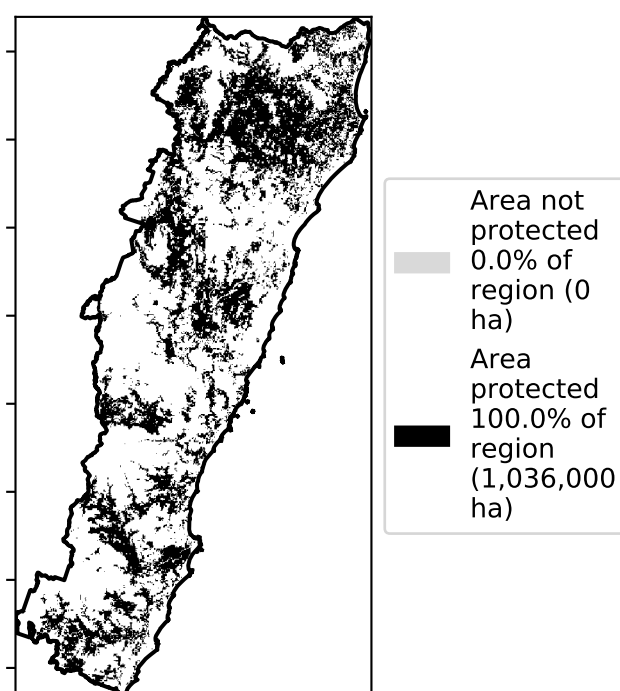 Area not
protected
0.0% of
region (0
ha)
Area
protected
100.0% of
region
(1,036,000
ha)